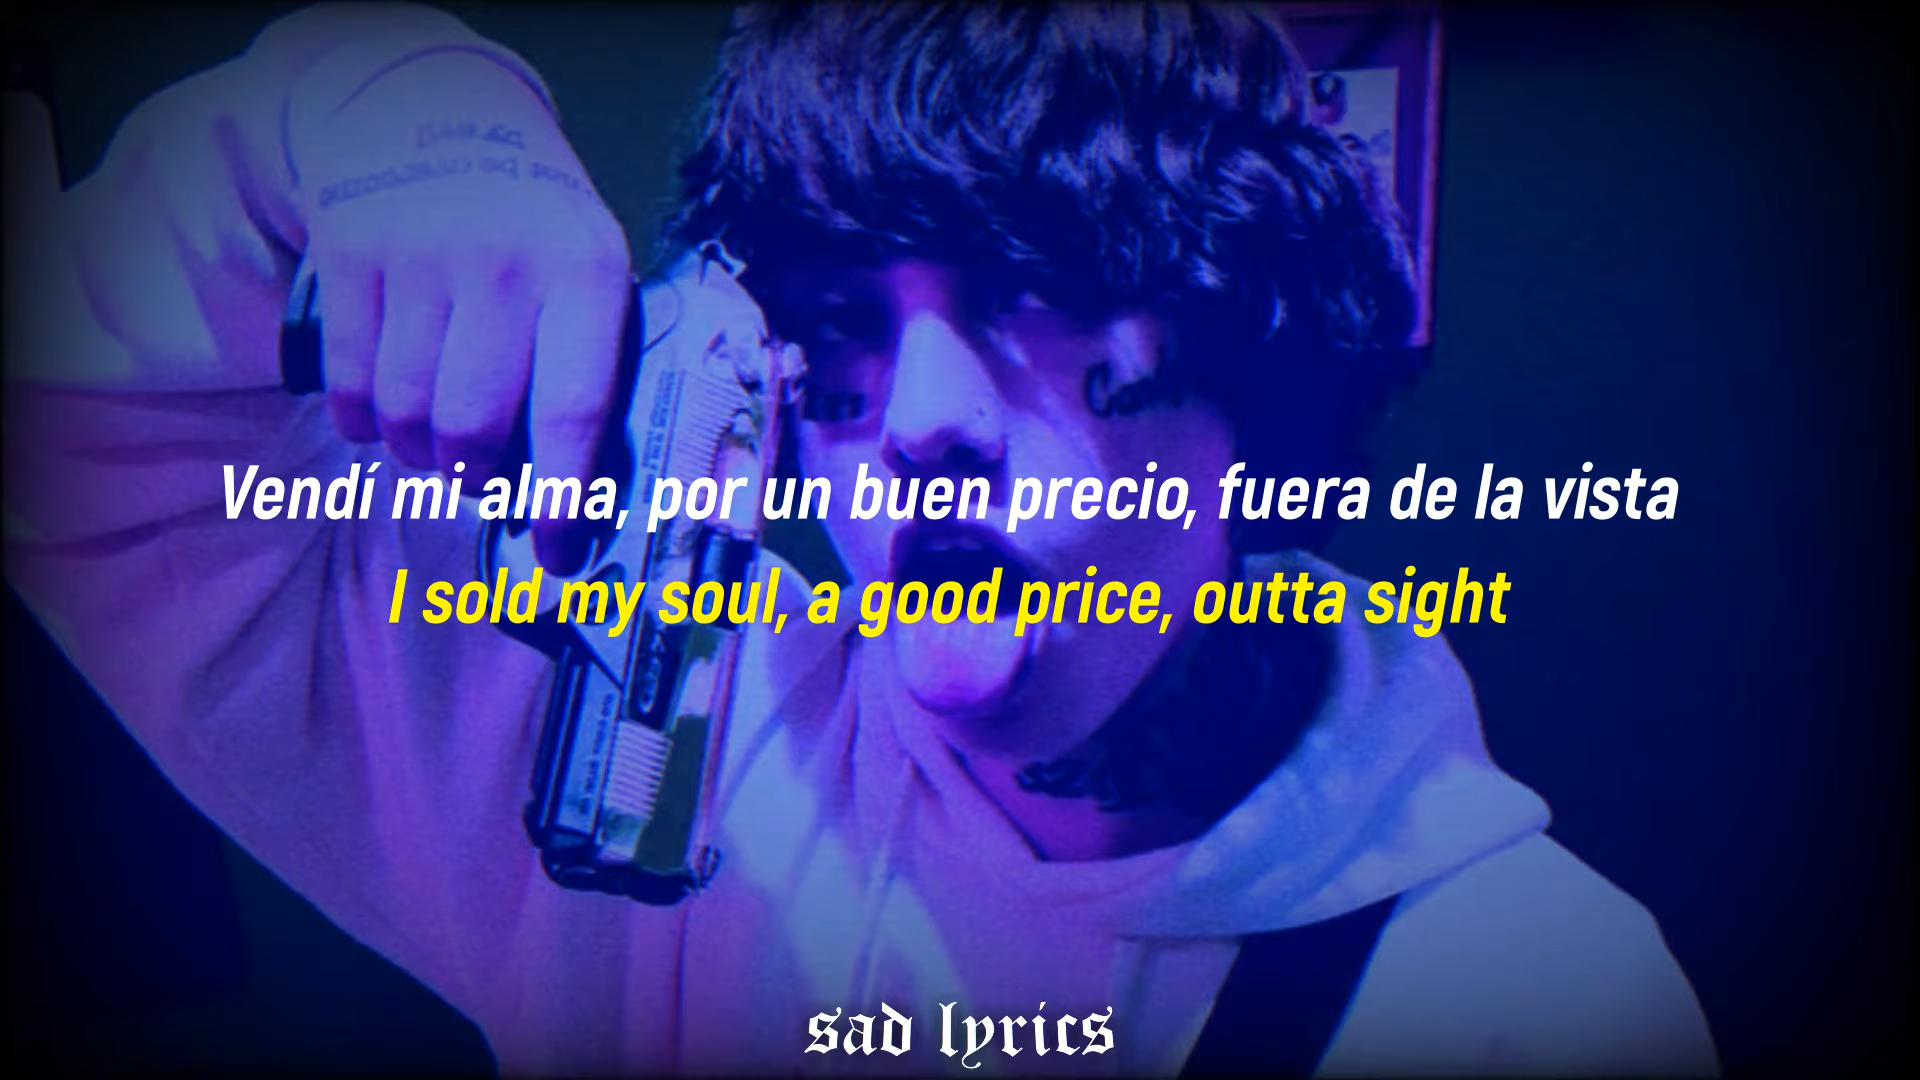 Vendí mi alma, por un buen precio, fuera de la vista
I sold my soul, a good price, outta sight
sad lyrics